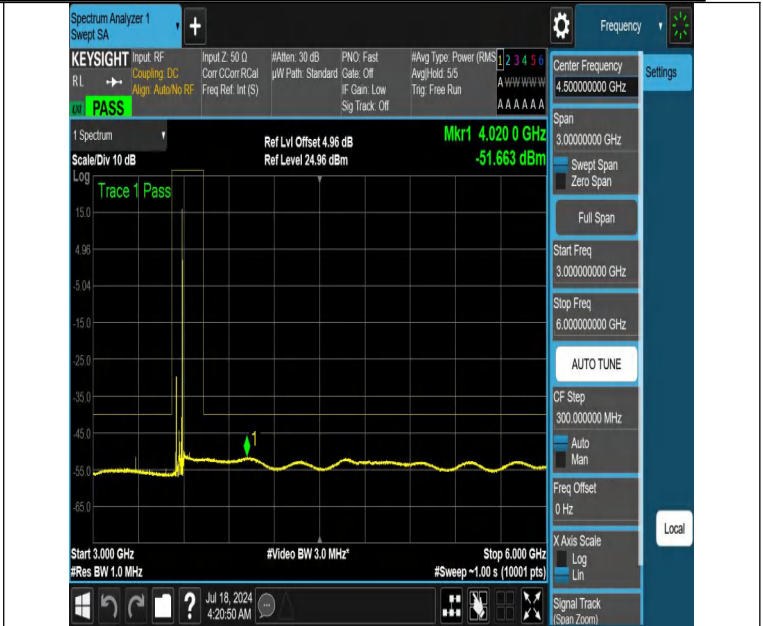 Spectrum Analyzer 1
Swept SA
+
Frequency
KEYSIGHT
RL
LXI
PASS
Input: RF
Coupling: DC
Align: Auto/No RF
Input Z: 50 Ω
Corr CCorr RCal
Freq Ref: Int (S)
#Atten: 30 dB
µW Path: Standard
PNO: Fast
Gate: Off
IF Gain: Low
Sig Track: Off
#Avg Type: Power (RMS
Avg|Hold: 5/5
Trig: Free Run
1 2 3 4 5 6
A W W W W W
A A A A A A
1 Spectrum
Scale/Div 10 dB
Ref Lvl Offset 4.96 dB
Ref Level 24.96 dBm
Mkr1 4.020 0 GHz
-51.663 dBm
Log
Trace 1 Pass
15.0
4.96
-5.04
-15.0
-25.0
-35.0
-45.0
-55.0
-65.0
1
Start 3.000 GHz
#Res BW 1.0 MHz
#Video BW 3.0 MHz*
Stop 6.000 GHz
#Sweep ~1.00 s (10001 pts)
Center Frequency
4.500000000 GHz
Settings
Span
3.00000000 GHz
Swept Span
Zero Span
Full Span
Start Freq
3.000000000 GHz
Stop Freq
6.000000000 GHz
AUTO TUNE
CF Step
300.000000 MHz
Auto
Man
Freq Offset
0 Hz
X Axis Scale
Log
Lin
Signal Track
(Span Zoom)
Local
?
Jul 18, 2024
4:20:50 AM